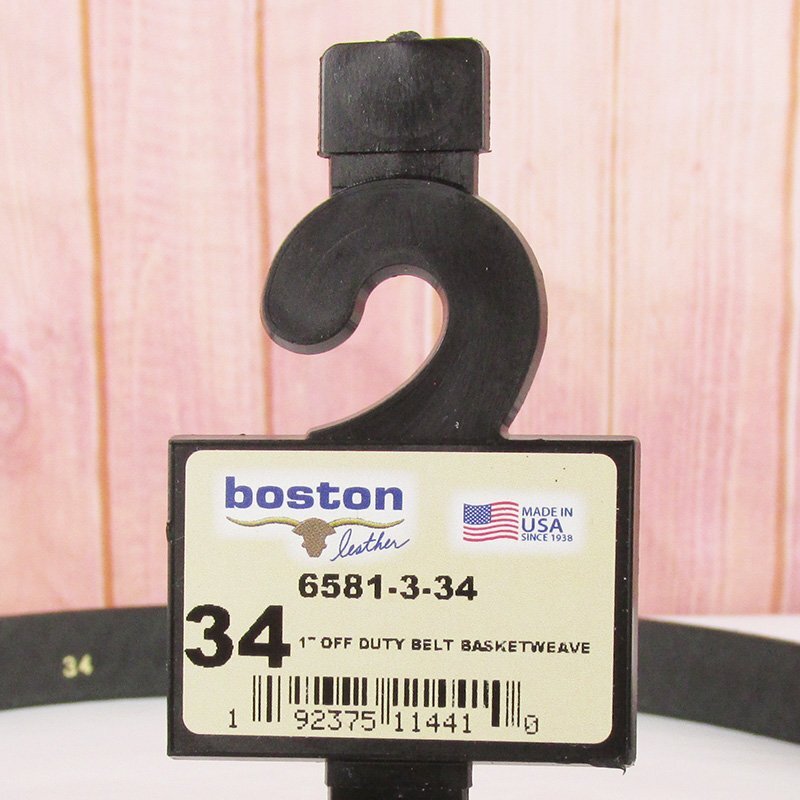 boston
leather
MADE IN
USA
SINCE 1938
6581-3-34
34 1" OFF DUTY BELT BASKETWEAVE
1 92375 11441 0
34